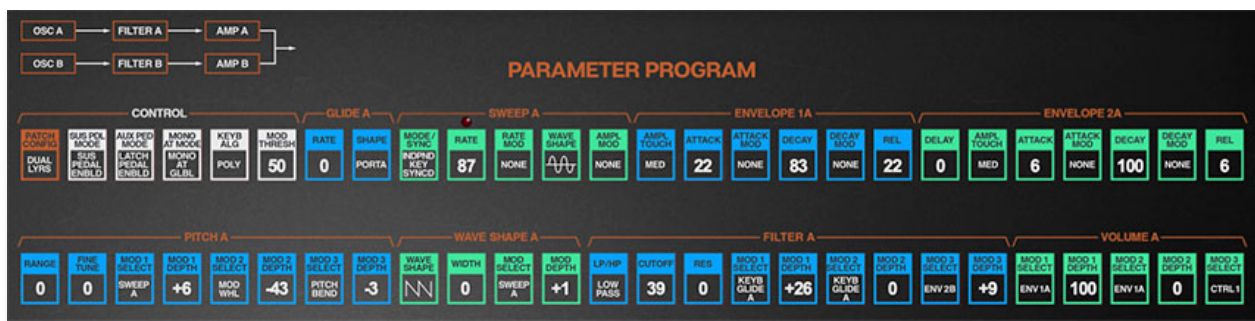 OSC A FILTER A AMP A
OSC B FILTER B AMP B
PARAMETER PROGRAM
CONTROL GLIDE A SWEEP A ENVELOPE 1A ENVELOPE 2A
PATCH CONFIG SUS PDL MODE AUX PED MODE MONO AT MODE KEYB ALG MOD THRESH RATE SHAPE MODE / SYNC RATE RATE MOD WAVE SHAPE AMPL MOD AMPL TOUCH ATTACK ATTACK MOD DECAY DECAY MOD REL DELAY AMPL TOUCH ATTACK ATTACK MOD DECAY DECAY MOD REL
DUAL LYRS SUS PEDAL ENBLD LATCH PEDAL ENBLD MONO AT GLBL POLY 50 0 PORTA INDPND KEY SYNCD 87 NONE NONE MED 22 NONE 83 NONE 22 0 MED 6 NONE 100 NONE 6
PITCH A WAVE SHAPE A FILTER A VOLUME A
RANGE FINE TUNE MOD 1 SELECT MOD 1 DEPTH MOD 2 SELECT MOD 2 DEPTH MOD 3 SELECT MOD 3 DEPTH WAVE SHAPE WIDTH MOD SELECT MOD DEPTH LP/HP CUTOFF RES MOD 1 SELECT MOD 1 DEPTH MOD 2 SELECT MOD 2 DEPTH MOD 3 SELECT MOD 3 DEPTH MOD 1 SELECT MOD 1 DEPTH MOD 2 SELECT MOD 2 DEPTH MOD 3 SELECT
0 0 SWEEP A +6 MOD WHL -43 PITCH BEND -3 0 SWEEP A +1 LOW PASS 39 0 KEYB GLIDE A +26 KEYB GLIDE A 0 ENV 2B +9 ENV 1A 100 ENV 1A 0 CTRL 1